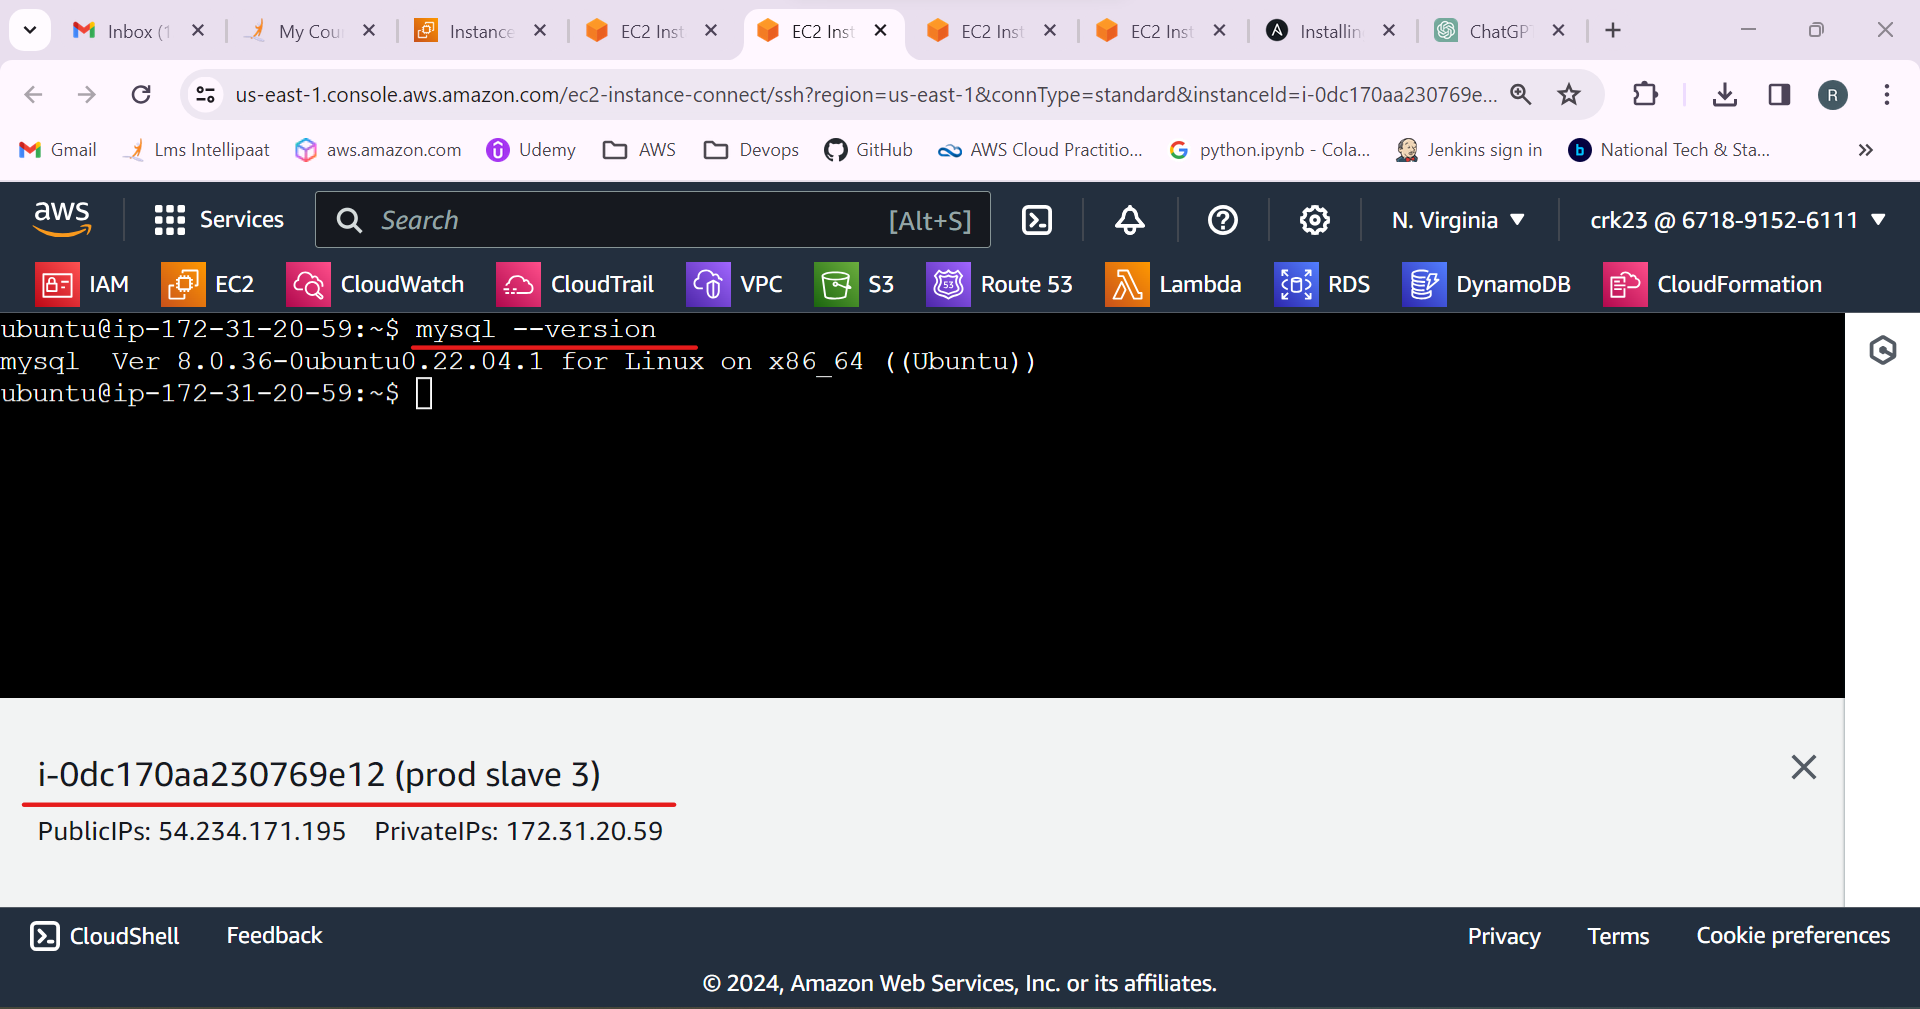 Inbox (1
My Cou
Instance
EC2 Inst
EC2 Inst
EC2 Inst
EC2 Inst
Installin
ChatGPT
us-east-1.console.aws.amazon.com/ec2-instance-connect/ssh?region=us-east-1&connType=standard&instanceId=i-0dc170aa230769e...
R
Gmail
Lms Intellipaat
aws.amazon.com
Udemy
AWS
Devops
GitHub
AWS Cloud Practitio...
python.ipynb - Cola...
Jenkins sign in
b National Tech & Sta...
aws
Services
Search
[Alt+S]
N. Virginia
crk23 @ 6718-9152-6111
IAM
EC2
CloudWatch
CloudTrail
VPC
S3
53 Route 53
Lambda
RDS
DynamoDB
CloudFormation
ubuntu@ip-172-31-20-59:~$ mysql --version
mysql  Ver 8.0.36-0ubuntu0.22.04.1 for Linux on x86_64 ((Ubuntu))
ubuntu@ip-172-31-20-59:~$
i-0dc170aa230769e12 (prod slave 3)
PublicIPs: 54.234.171.195 PrivateIPs: 172.31.20.59
CloudShell
Feedback
Privacy
Terms
Cookie preferences
© 2024, Amazon Web Services, Inc. or its affiliates.